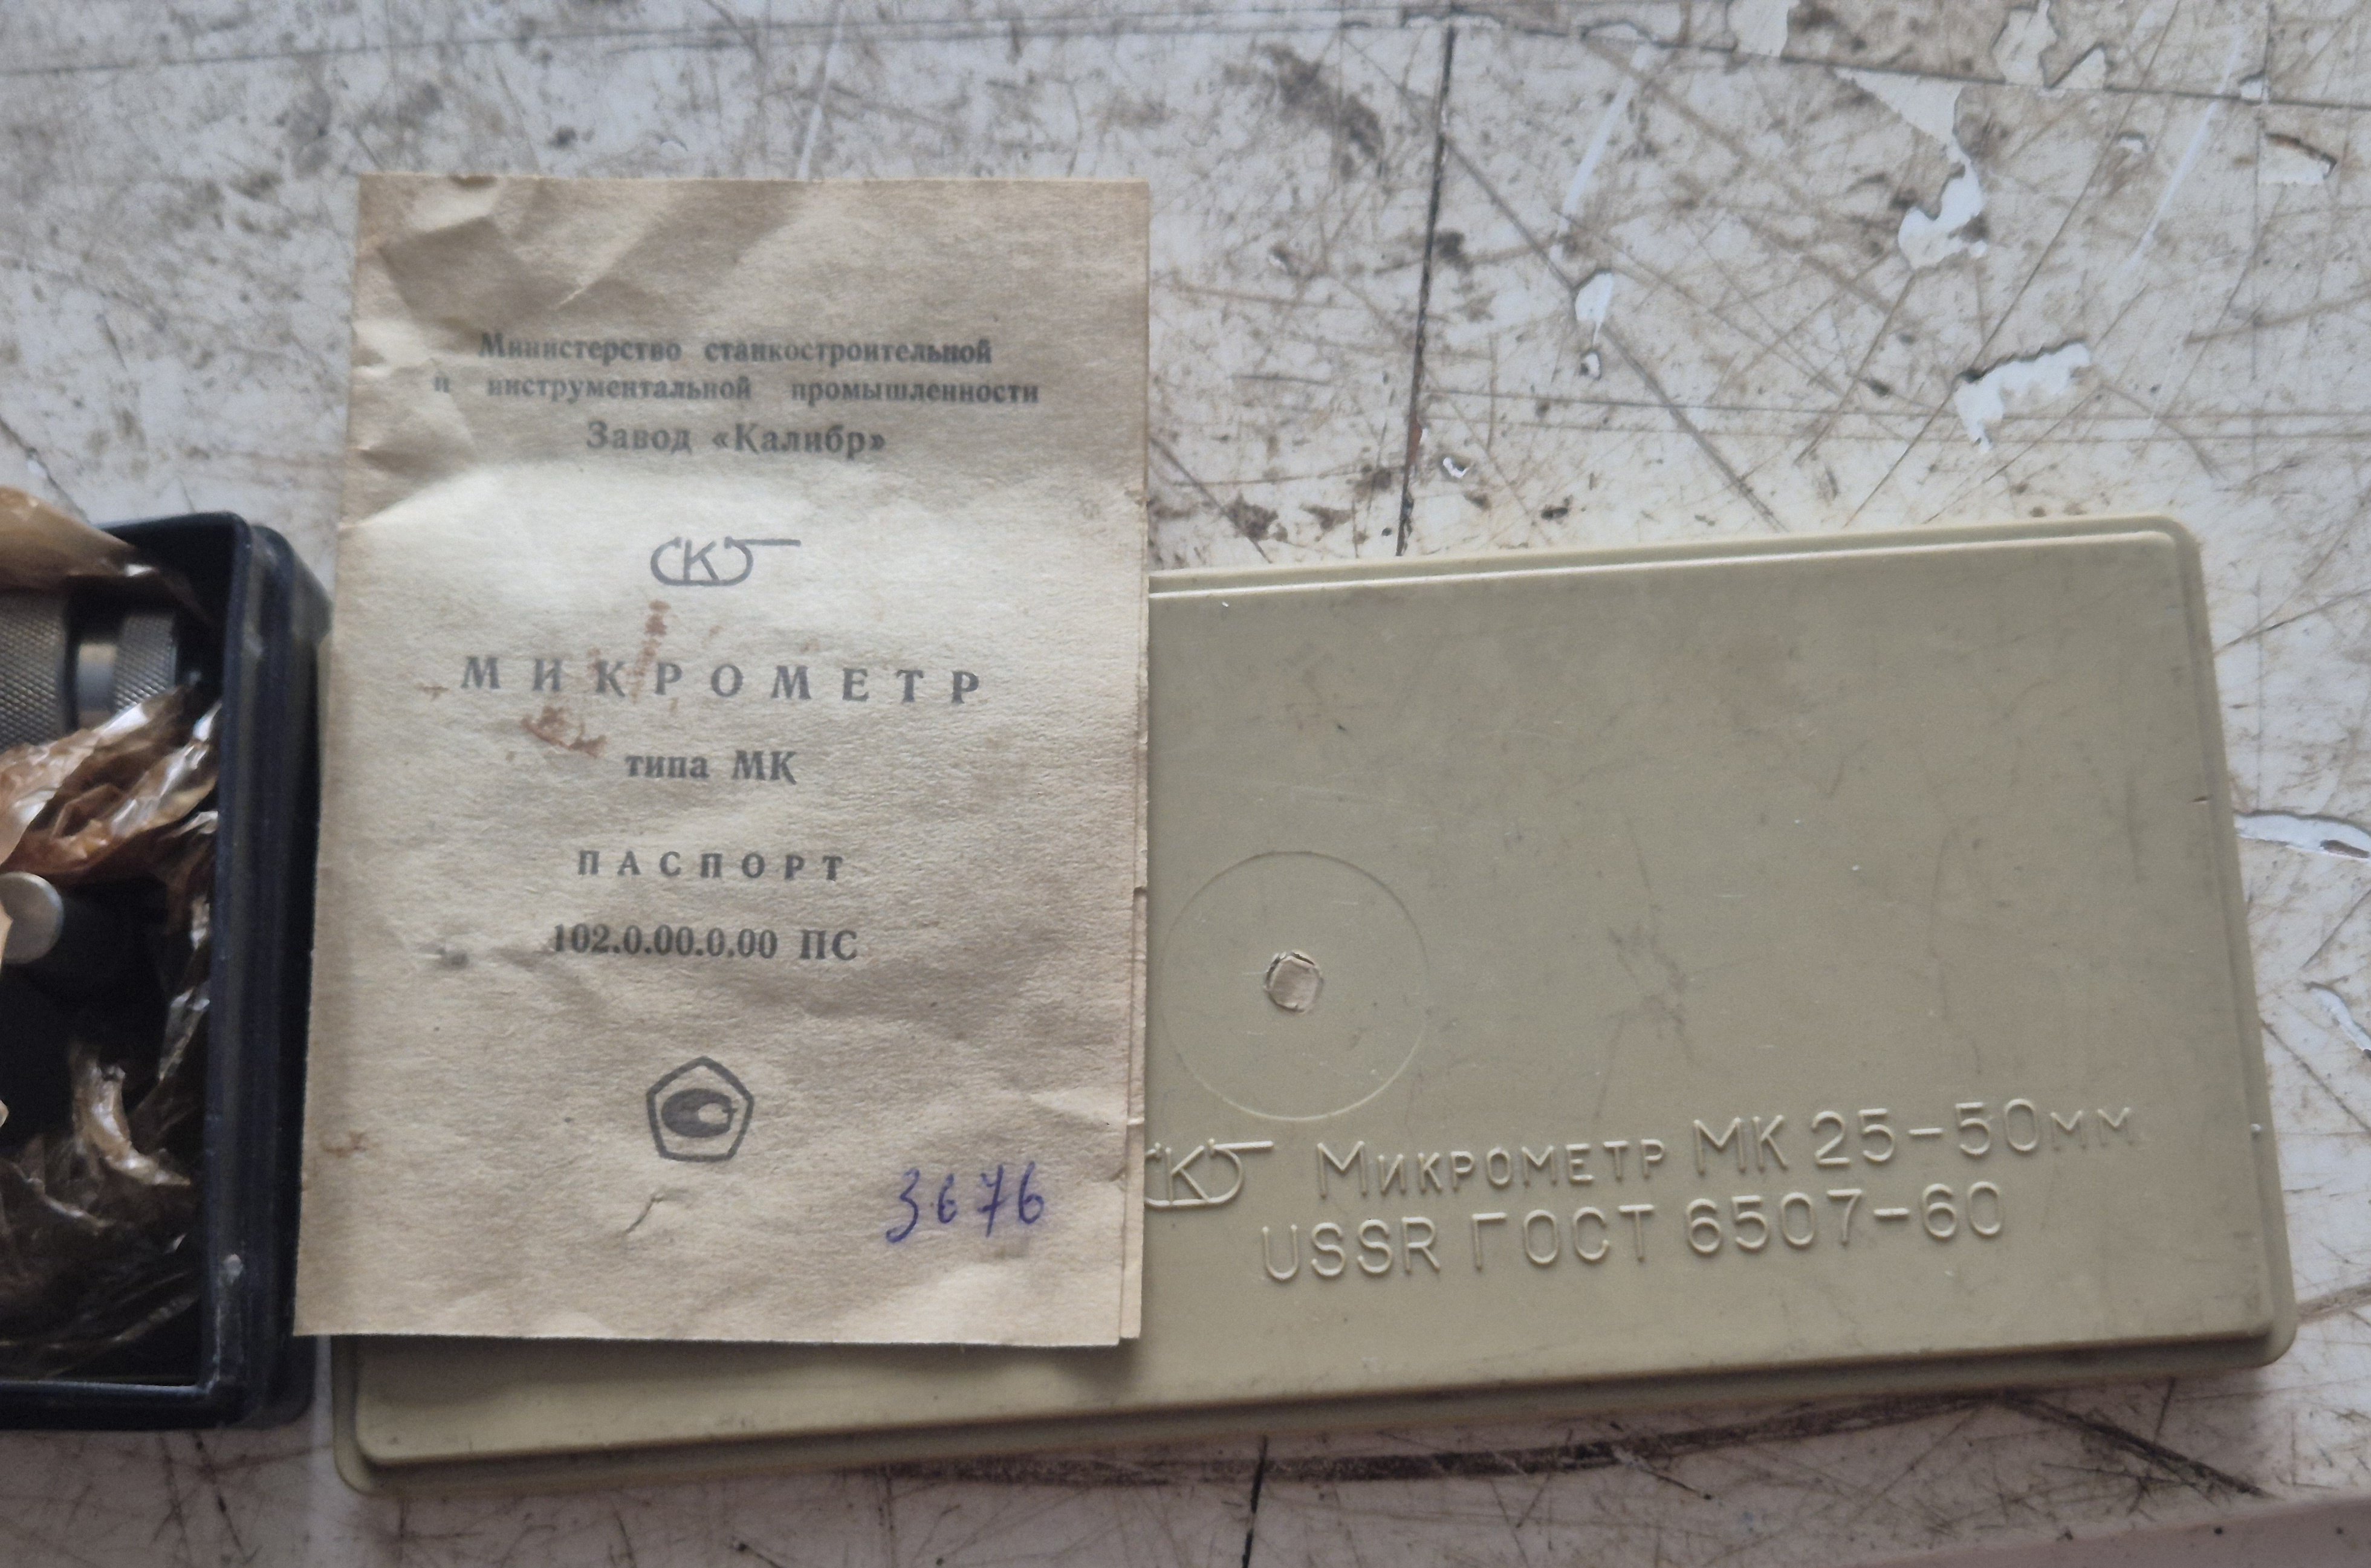 Министерство станкостроительной
и инструментальной промышленности
Завод «Калибр»
МИКРОМЕТР
типа МК
ПАСПОРТ
102.0.00.0.00 ПС
3676
Микрометр МК 25-50мм
USSR ГОСТ 6507-60